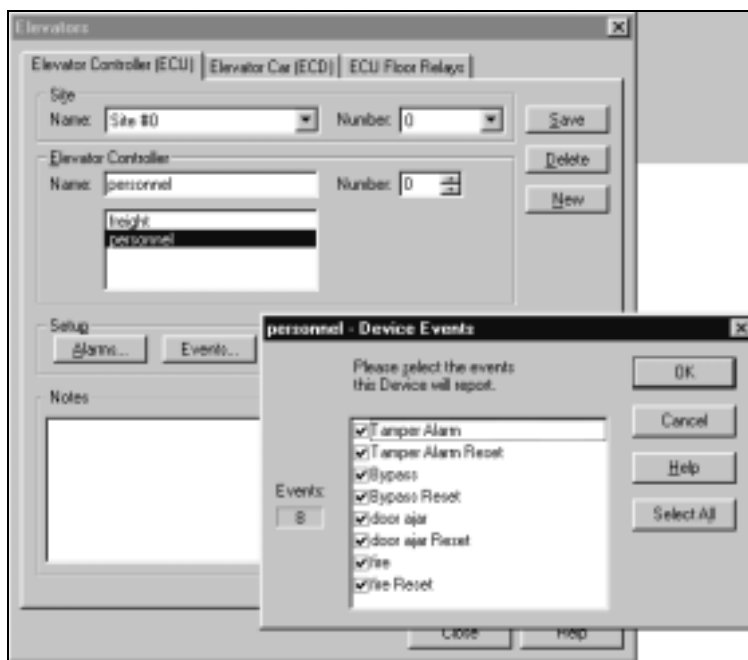 Elevators
Elevator Controller (ECU) Elevator Car (ECD) ECU Floor Relays
Site
Name: Site #0 Number: 0 Save
Elevator Controller Delete
Name: personnel Number: 0 New
freight
personnel
Setup
Alarms... Events...
Notes
personnel - Device Events
Please select the events
this Device will report.
OK
Cancel
Help
Select All
Events:
8
Tamper Alarm
Tamper Alarm Reset
Bypass
Bypass Reset
door ajar
door ajar Reset
fire
fire Reset
Close Help